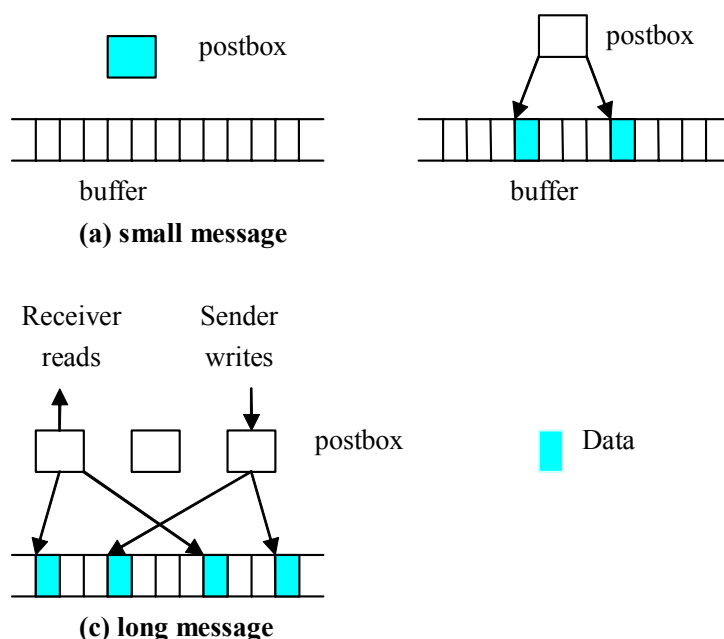 postbox
postbox
buffer
buffer
(a) small message
Receiver
reads
Sender
writes
postbox
Data
(c) long message